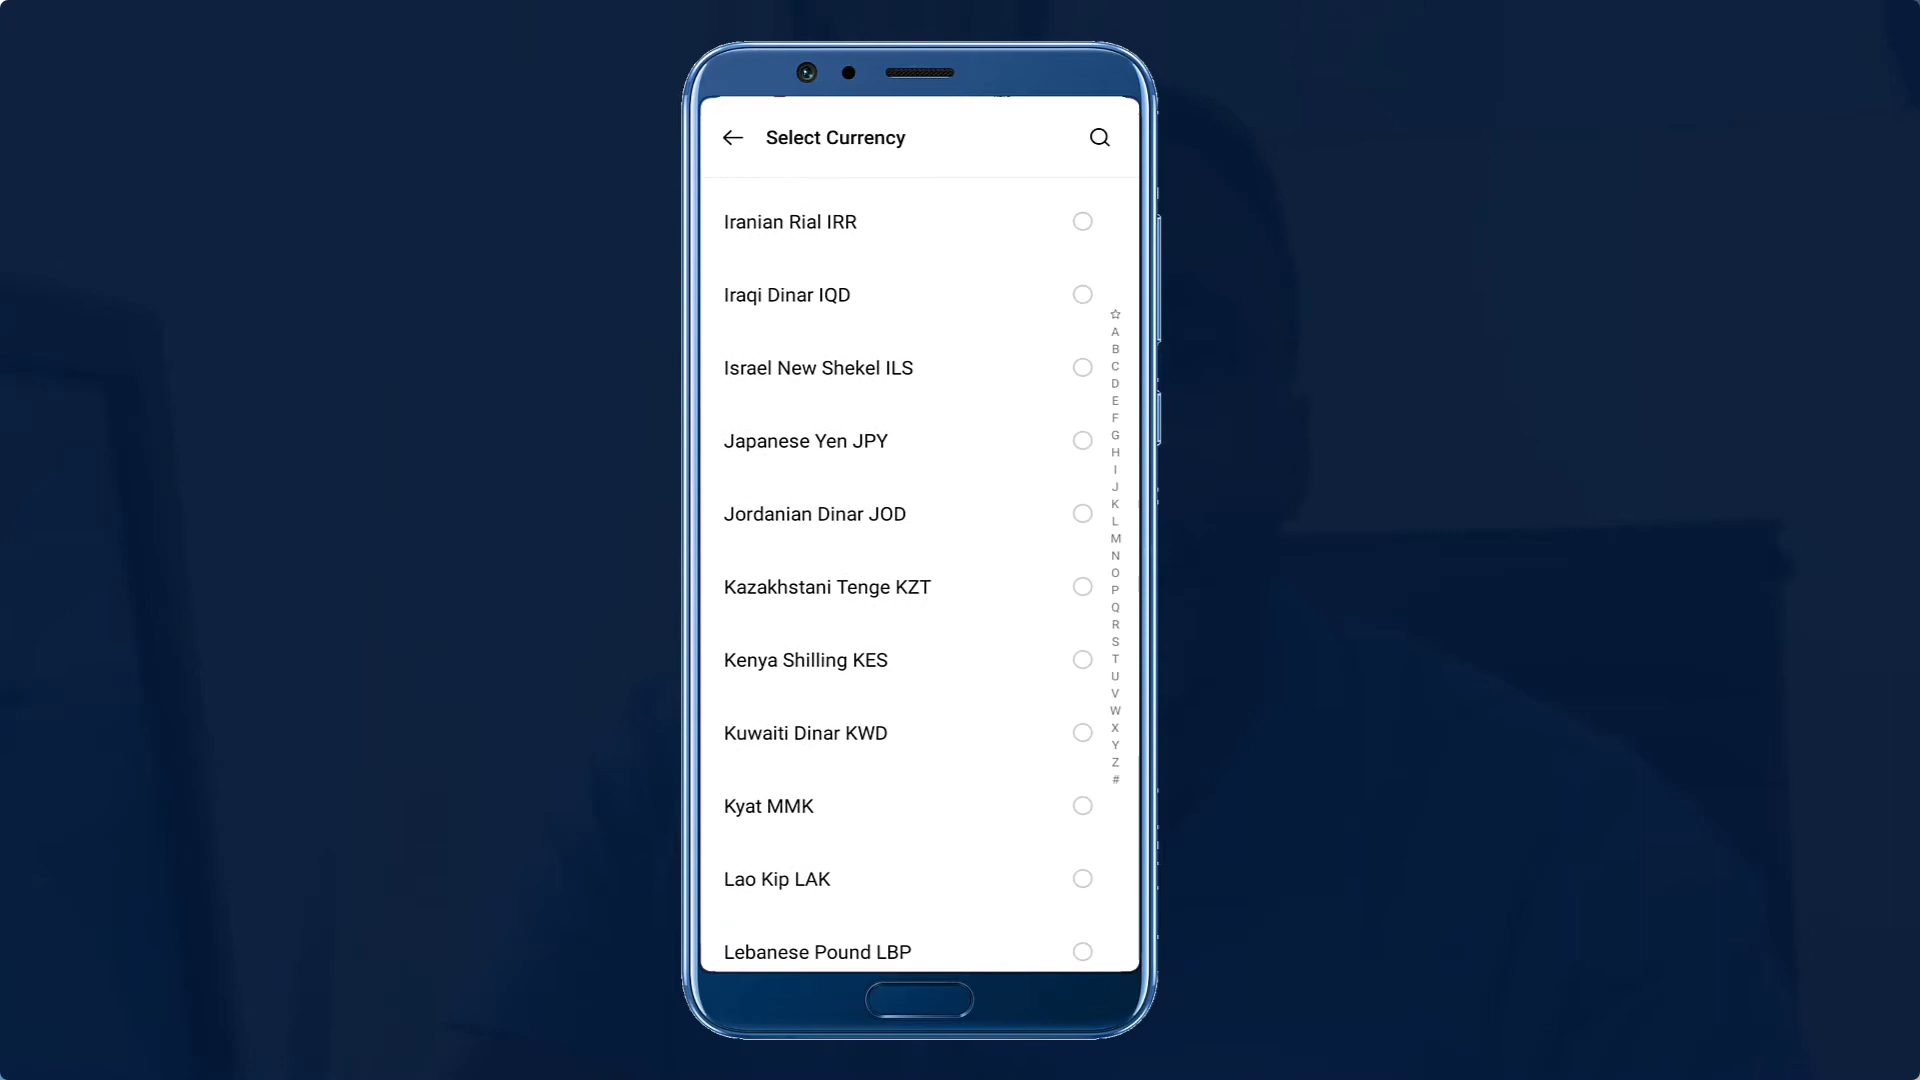 Select Currency
Iranian Rial IRR
Iraqi Dinar IQD
Israel New Shekel ILS
Japanese Yen JPY
Jordanian Dinar JOD
Kazakhstani Tenge KZT
Kenya Shilling KES
Kuwaiti Dinar KWD
Kyat MMK
Lao Kip LAK
Lebanese Pound LBP
A
B
C
D
E
F
G
H
I
J
K
L
M
N
O
P
Q
R
S
T
U
V
W
X
Y
Z
#